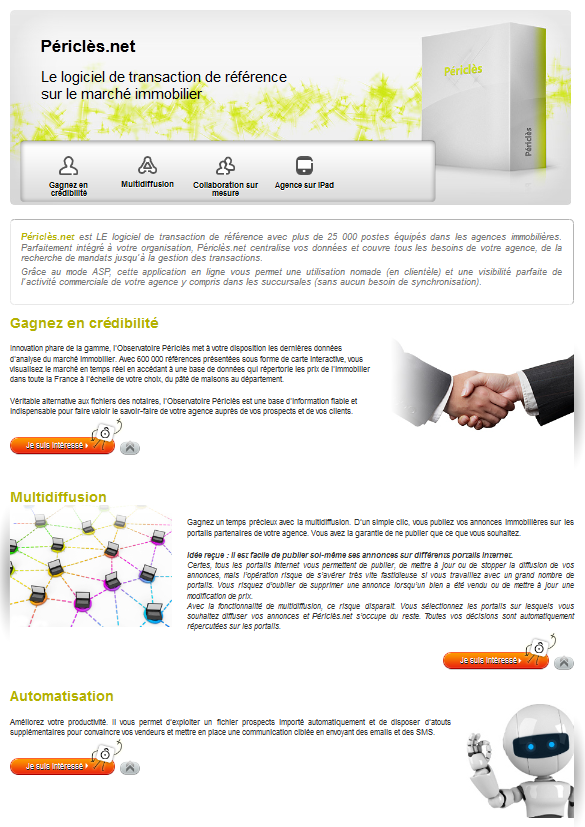 Périclès.net
Le logiciel de transaction de référence
sur le marché immobilier
Périclès
Périclès
Gagnez en
crédibilité
Multidiffusion
Collaboration sur
mesure
Agence sur iPad
Périclès.net est LE logiciel de transaction de référence avec plus de 25 000 postes équipés dans les agences immobilières.
Parfaitement intégré à votre organisation, Périclès.net centralise vos données et couvre tous les besoins de votre agence, de la
recherche de mandats jusqu'à la gestion des transactions.
Grâce au mode ASP, cette application en ligne vous permet une utilisation nomade (en clientèle) et une visibilité parfaite de
l'activité commerciale de votre agence y compris dans les succursales (sans aucun besoin de synchronisation).
Gagnez en crédibilité
Innovation phare de la gamme, l'Observatoire Périclès met à votre disposition les dernières données
d'analyse du marché immobilier. Avec 600 000 références présentées sous forme de carte interactive, vous
visualisez le marché en temps réel en accédant à une base de données qui répertorie les prix de l'immobilier
dans toute la France à l'échelle de votre choix, du pâté de maisons au département.
Véritable alternative aux fichiers des notaires, l'Observatoire Périclès est une base d'information fiable et
indispensable pour faire valoir le savoir-faire de votre agence auprès de vos prospects et de vos clients.
Je suis intéressé
Multidiffusion
Gagnez un temps précieux avec la multidiffusion. D'un simple clic, vous publiez vos annonces immobilières sur les
portails partenaires de votre agence. Vous avez la garantie de ne publier que ce que vous souhaitez.
Idée reçue : il est facile de publier soi-même ses annonces sur différents portails internet.
Certes, tous les portails internet vous permettent de publier, de mettre à jour ou de stopper la diffusion de vos
annonces, mais l'opération risque de s'avérer très vite fastidieuse si vous travaillez avec un grand nombre de
portails. Vous risquez d'oublier de supprimer une annonce lorsqu'un bien a été vendu ou de mettre à jour une
modification de prix.
Avec la fonctionnalité de multidiffusion, ce risque disparaît. Vous sélectionnez les portails sur lesquels vous
souhaitez diffuser vos annonces et Périclès.net s'occupe du reste. Toutes vos décisions sont automatiquement
répercutées sur les portails.
Je suis intéressé
Automatisation
Améliorez votre productivité. Il vous permet d'exploiter un fichier prospects importé automatiquement et de disposer d'atouts
supplémentaires pour convaincre vos vendeurs et mettre en place une communication ciblée en envoyant des emails et des SMS.
Je suis intéressé